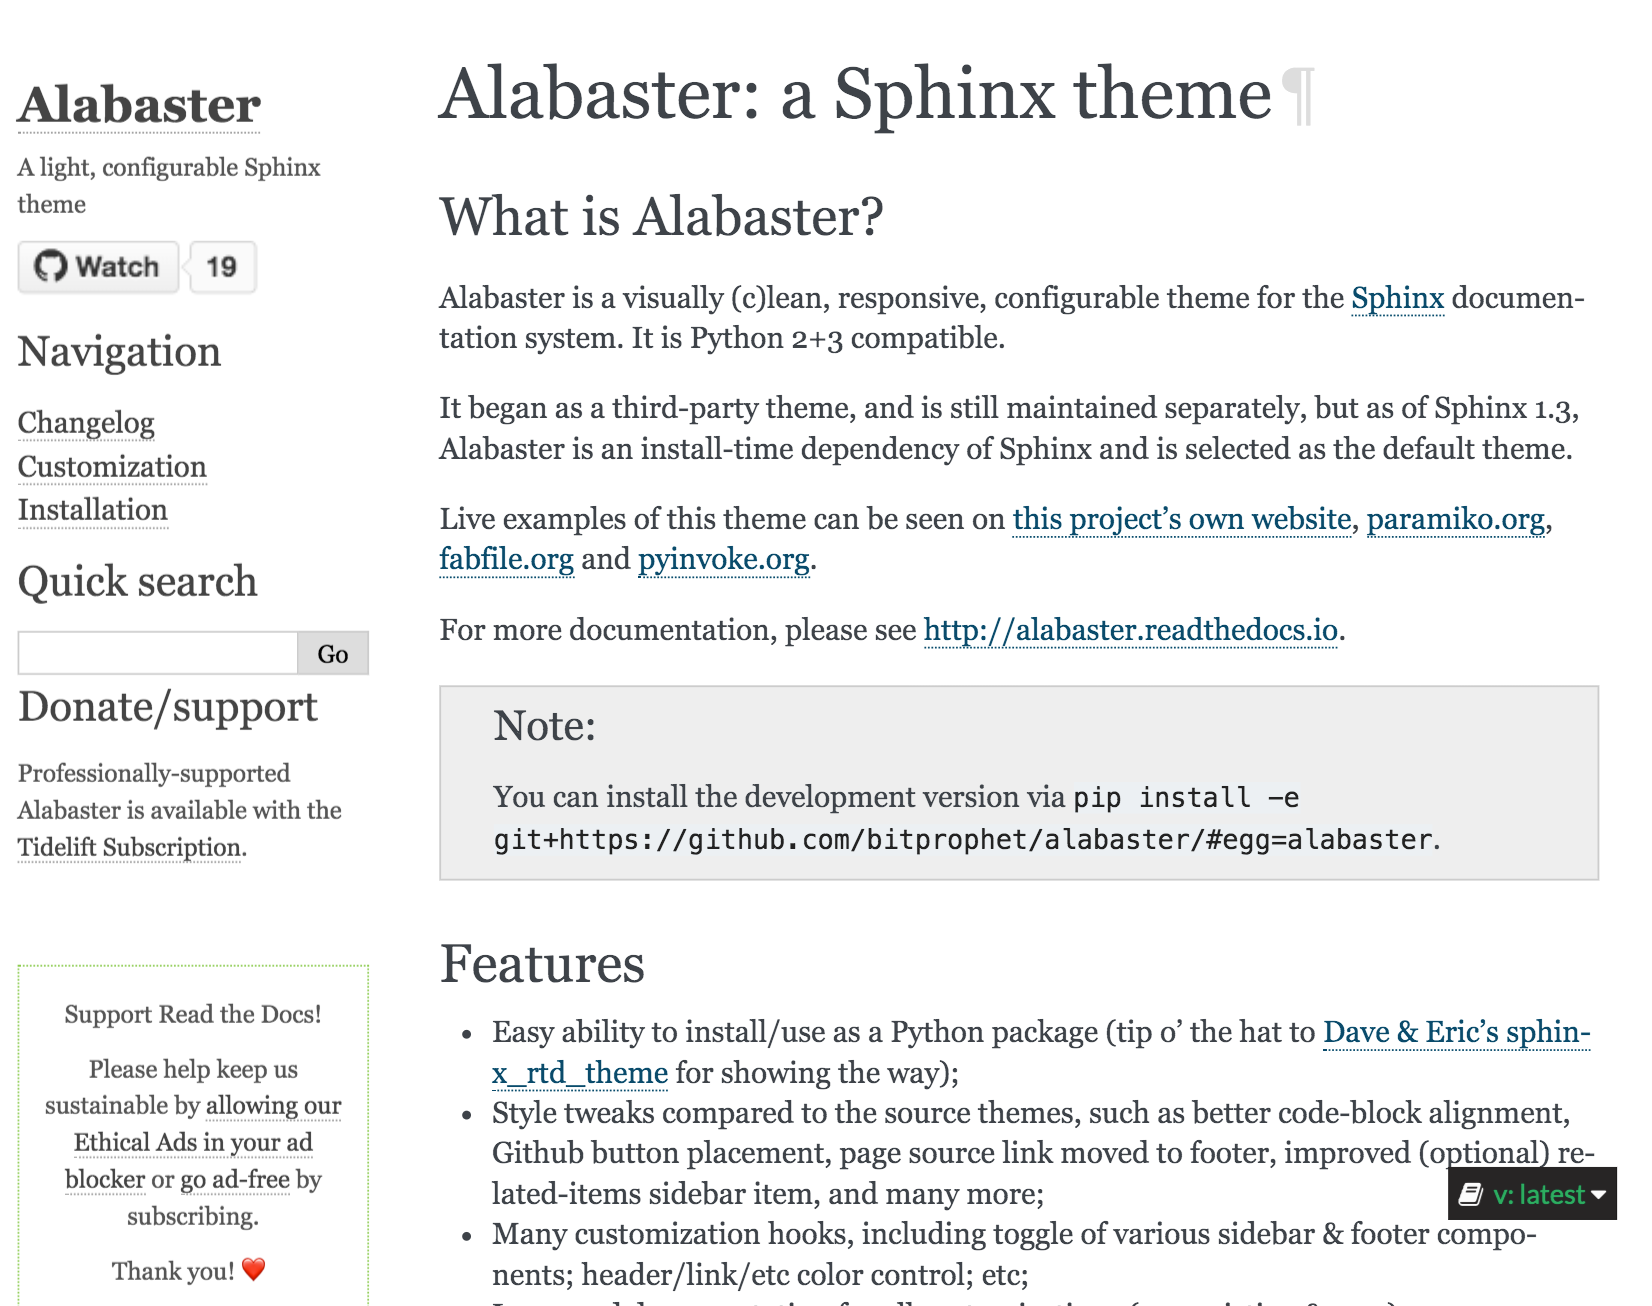 Alabaster
A light, configurable Sphinx
theme
Watch 19
Navigation
Changelog
Customization
Installation
Quick search
Go
Donate/support
Professionally-supported
Alabaster is available with the
Tidelift Subscription.
Support Read the Docs!
Please help keep us
sustainable by allowing our
Ethical Ads in your ad
blocker or go ad-free by
subscribing.
Thank you! ❤️
Alabaster: a Sphinx theme¶
What is Alabaster?
Alabaster is a visually (c)lean, responsive, configurable theme for the Sphinx documen-
tation system. It is Python 2+3 compatible.
It began as a third-party theme, and is still maintained separately, but as of Sphinx 1.3,
Alabaster is an install-time dependency of Sphinx and is selected as the default theme.
Live examples of this theme can be seen on this project’s own website, paramiko.org,
fabfile.org and pyinvoke.org.
For more documentation, please see http://alabaster.readthedocs.io.
Note:
You can install the development version via pip install -e
git+https://github.com/bitprophet/alabaster/#egg=alabaster.
Features
• Easy ability to install/use as a Python package (tip o’ the hat to Dave & Eric’s sphin-
x_rtd_theme for showing the way);
• Style tweaks compared to the source themes, such as better code-block alignment,
Github button placement, page source link moved to footer, improved (optional) re-
lated-items sidebar item, and many more;
• Many customization hooks, including toggle of various sidebar & footer compo-
nents; header/link/etc color control; etc;
v: latest